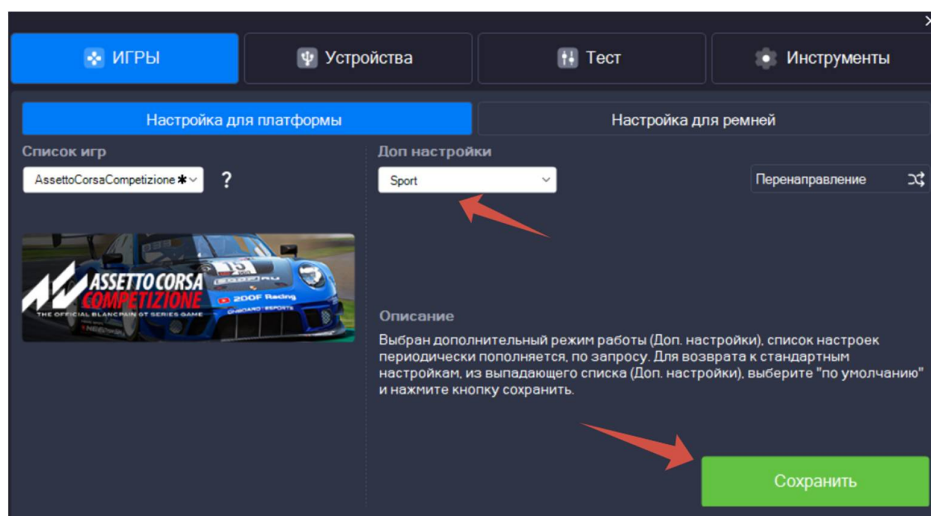 ИГРЫ
Устройства
Тест
Инструменты
Настройка для платформы
Настройка для ремней
Список игр
Доп настройки
AssettoCorsaCompetizione ✱
?
Sport
Перенаправление
ASSETTO CORSA
COMPETIZIONE
THE OFFICIAL BLANCPAIN GT SERIES GAME
15
2DOF Racing
Описание
Выбран дополнительный режим работы (Доп. настройки), список настроек
периодически пополняется, по запросу. Для возврата к стандартным
настройкам, из выпадающего списка (Доп. настройки), выберите "по умолчанию"
и нажмите кнопку сохранить.
Сохранить